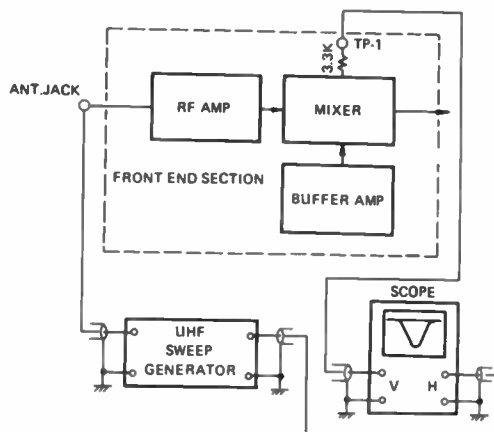 TP-1
3.3K
ANT.JACK
RF AMP
MIXER
FRONT END SECTION
BUFFER AMP
SCOPE
UHF
SWEEP
GENERATOR
V H